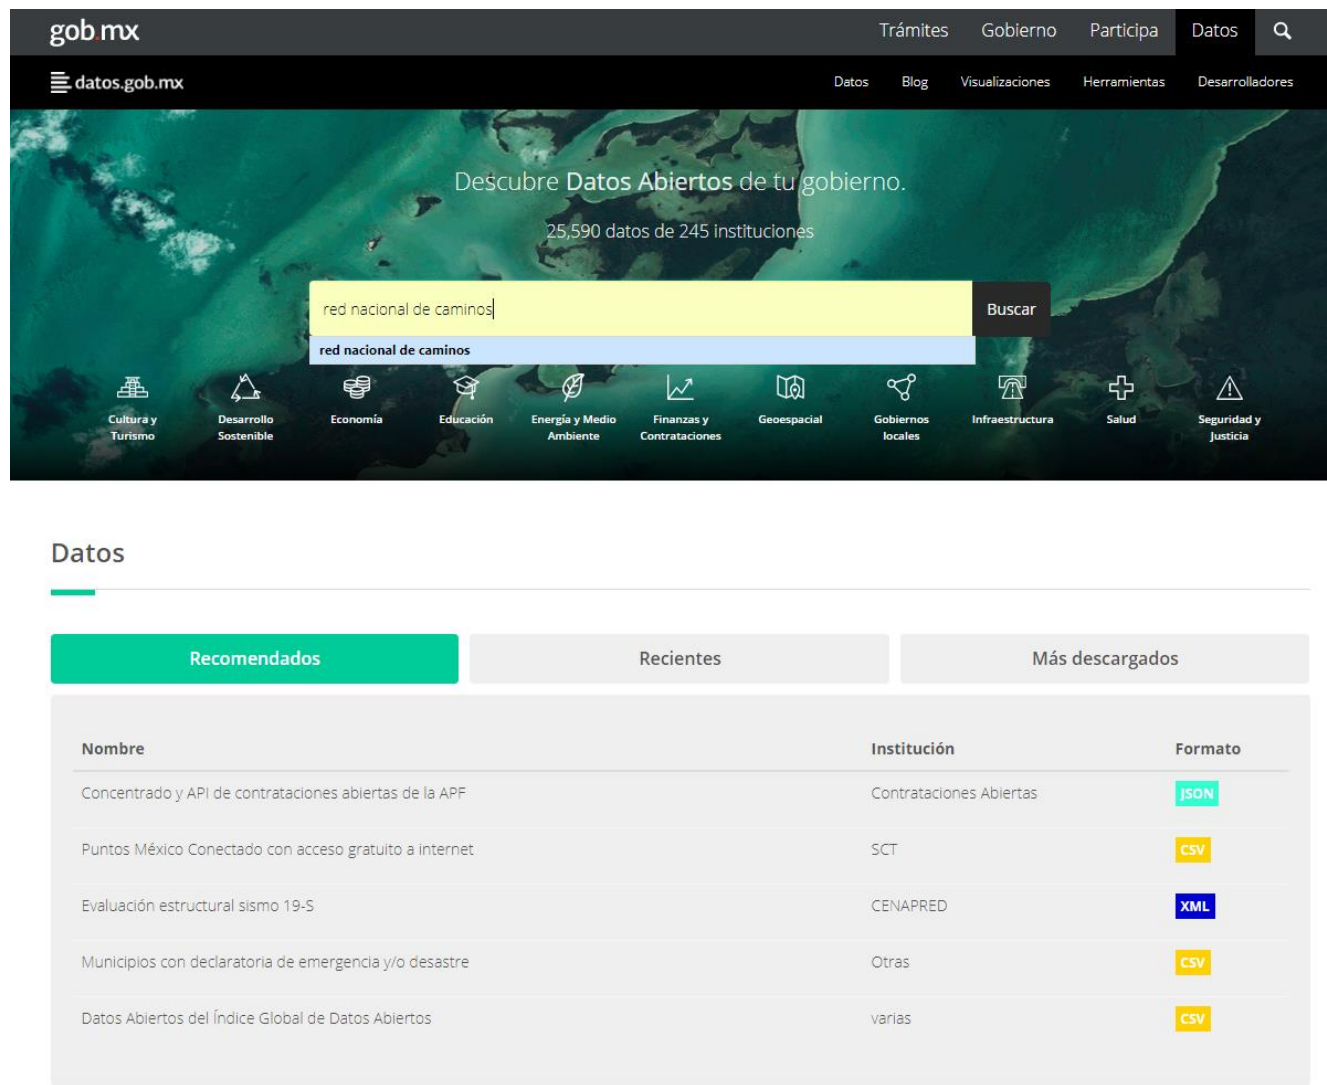 gob.mx
Trámites Gobierno Participa Datos
datos.gob.mx
Datos Blog Visualizaciones Herramientas Desarrolladores
Descubre Datos Abiertos de tu gobierno.
25,590 datos de 245 instituciones
red nacional de caminos
Buscar
red nacional de caminos
Cultura y
Turismo
Desarrollo
Sostenible
Economía
Educación
Energía y Medio
Ambiente
Finanzas y
Contrataciones
Geoespacial
Gobiernos
locales
Infraestructura
Salud
Seguridad y
Justicia
Datos
Recomendados Recientes Más descargados
Nombre Institución Formato
Concentrado y API de contrataciones abiertas de la APF Contrataciones Abiertas JSON
Puntos México Conectado con acceso gratuito a internet SCT CSV
Evaluación estructural sismo 19-S CENAPRED XML
Municipios con declaratoria de emergencia y/o desastre Otras CSV
Datos Abiertos del Índice Global de Datos Abiertos varias CSV